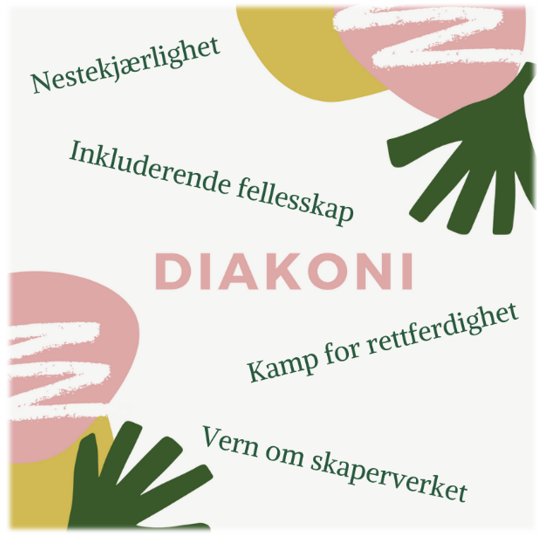 Nestekjærlighet
Inkluderende fellesskap
DIAKONI
Kamp for rettferdighet
Vern om skaperverket